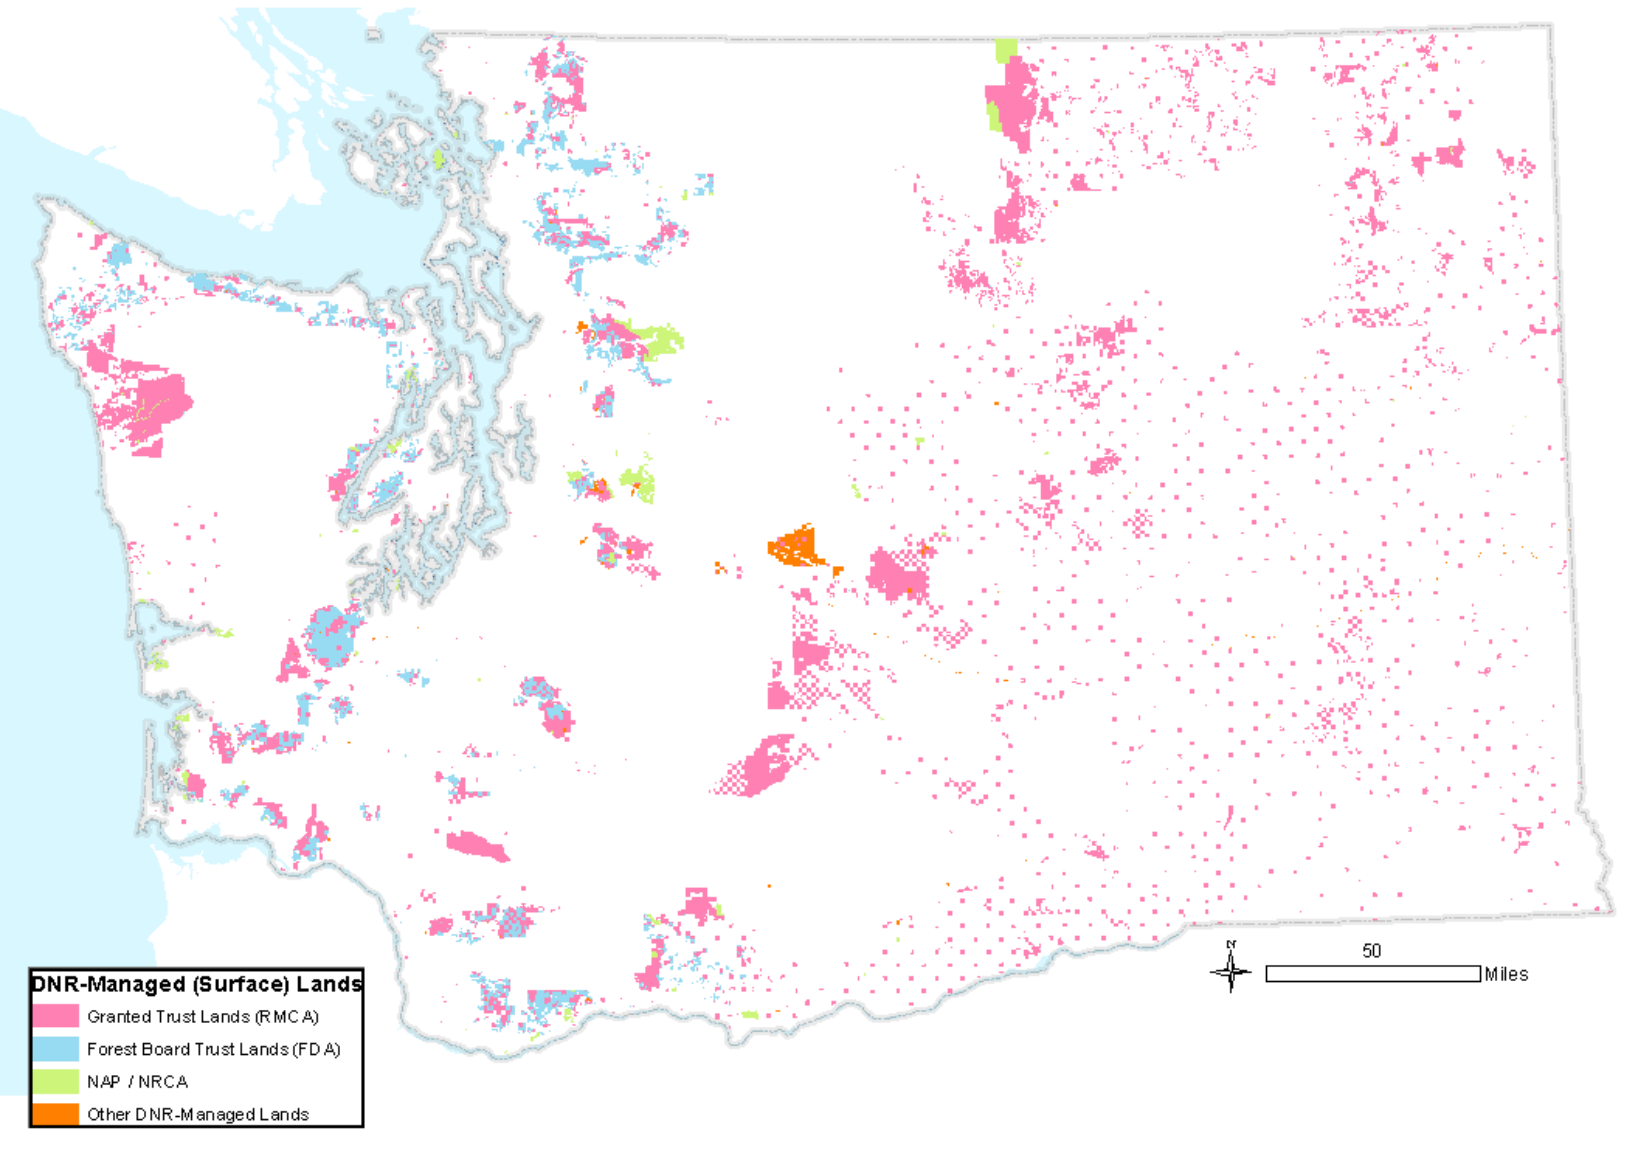 N
50
Miles
DNR-Managed (Surface) Lands
Granted Trust Lands (RMCA)
Forest Board Trust Lands (FDA)
NAP / NRCA
Other DNR-Managed Lands